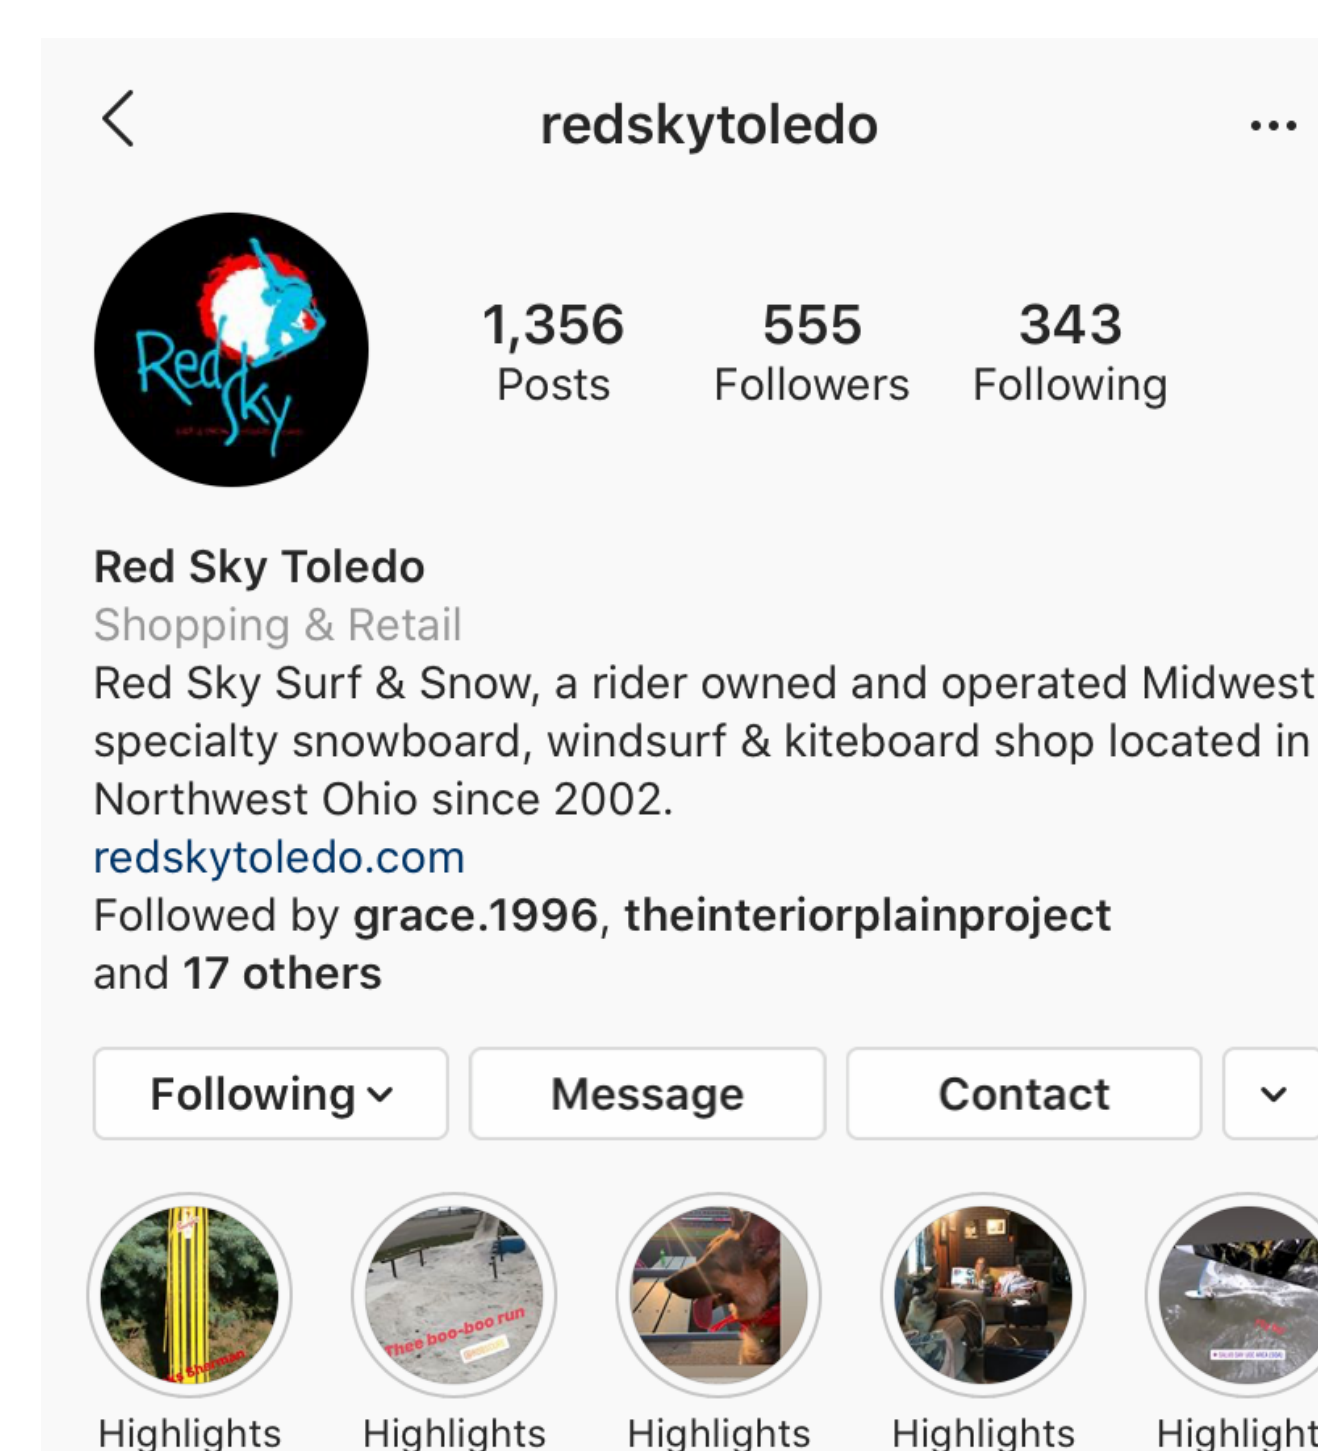 redskytoledo
Red
Sky
1,356
Posts
555
Followers
343
Following
Red Sky Toledo
Shopping & Retail
Red Sky Surf & Snow, a rider owned and operated Midwest
specialty snowboard, windsurf & kiteboard shop located in
Northwest Ohio since 2002.
redskytoledo.com
Followed by grace.1996, theinteriorplainproject
and 17 others
Following
Message
Contact
Sherman
Thee boo-boo run
Highlights
Highlights
Highlights
Highlights
Highlight